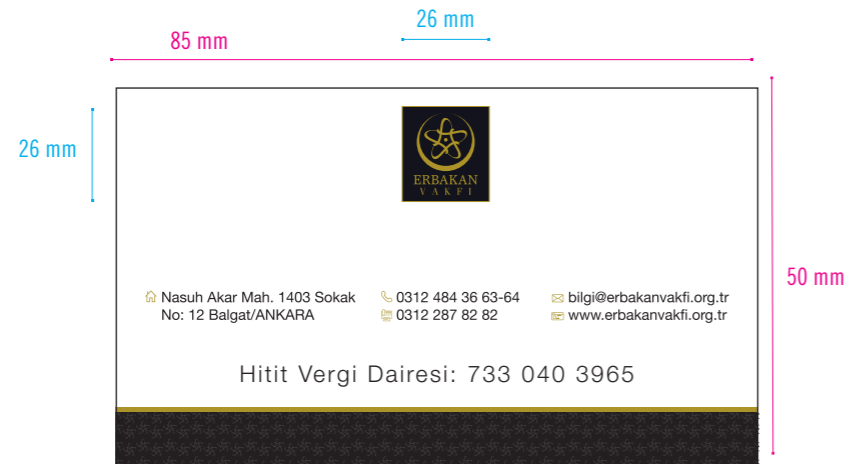 26 mm
85 mm
26 mm
ERBAKAN
VAKFI
50 mm
Nasuh Akar Mah. 1403 Sokak
No: 12 Balgat/ANKARA
0312 484 36 63-64
0312 287 82 82
bilgi@erbakanvakfi.org.tr
www.erbakanvakfi.org.tr
Hitit Vergi Dairesi: 733 040 3965